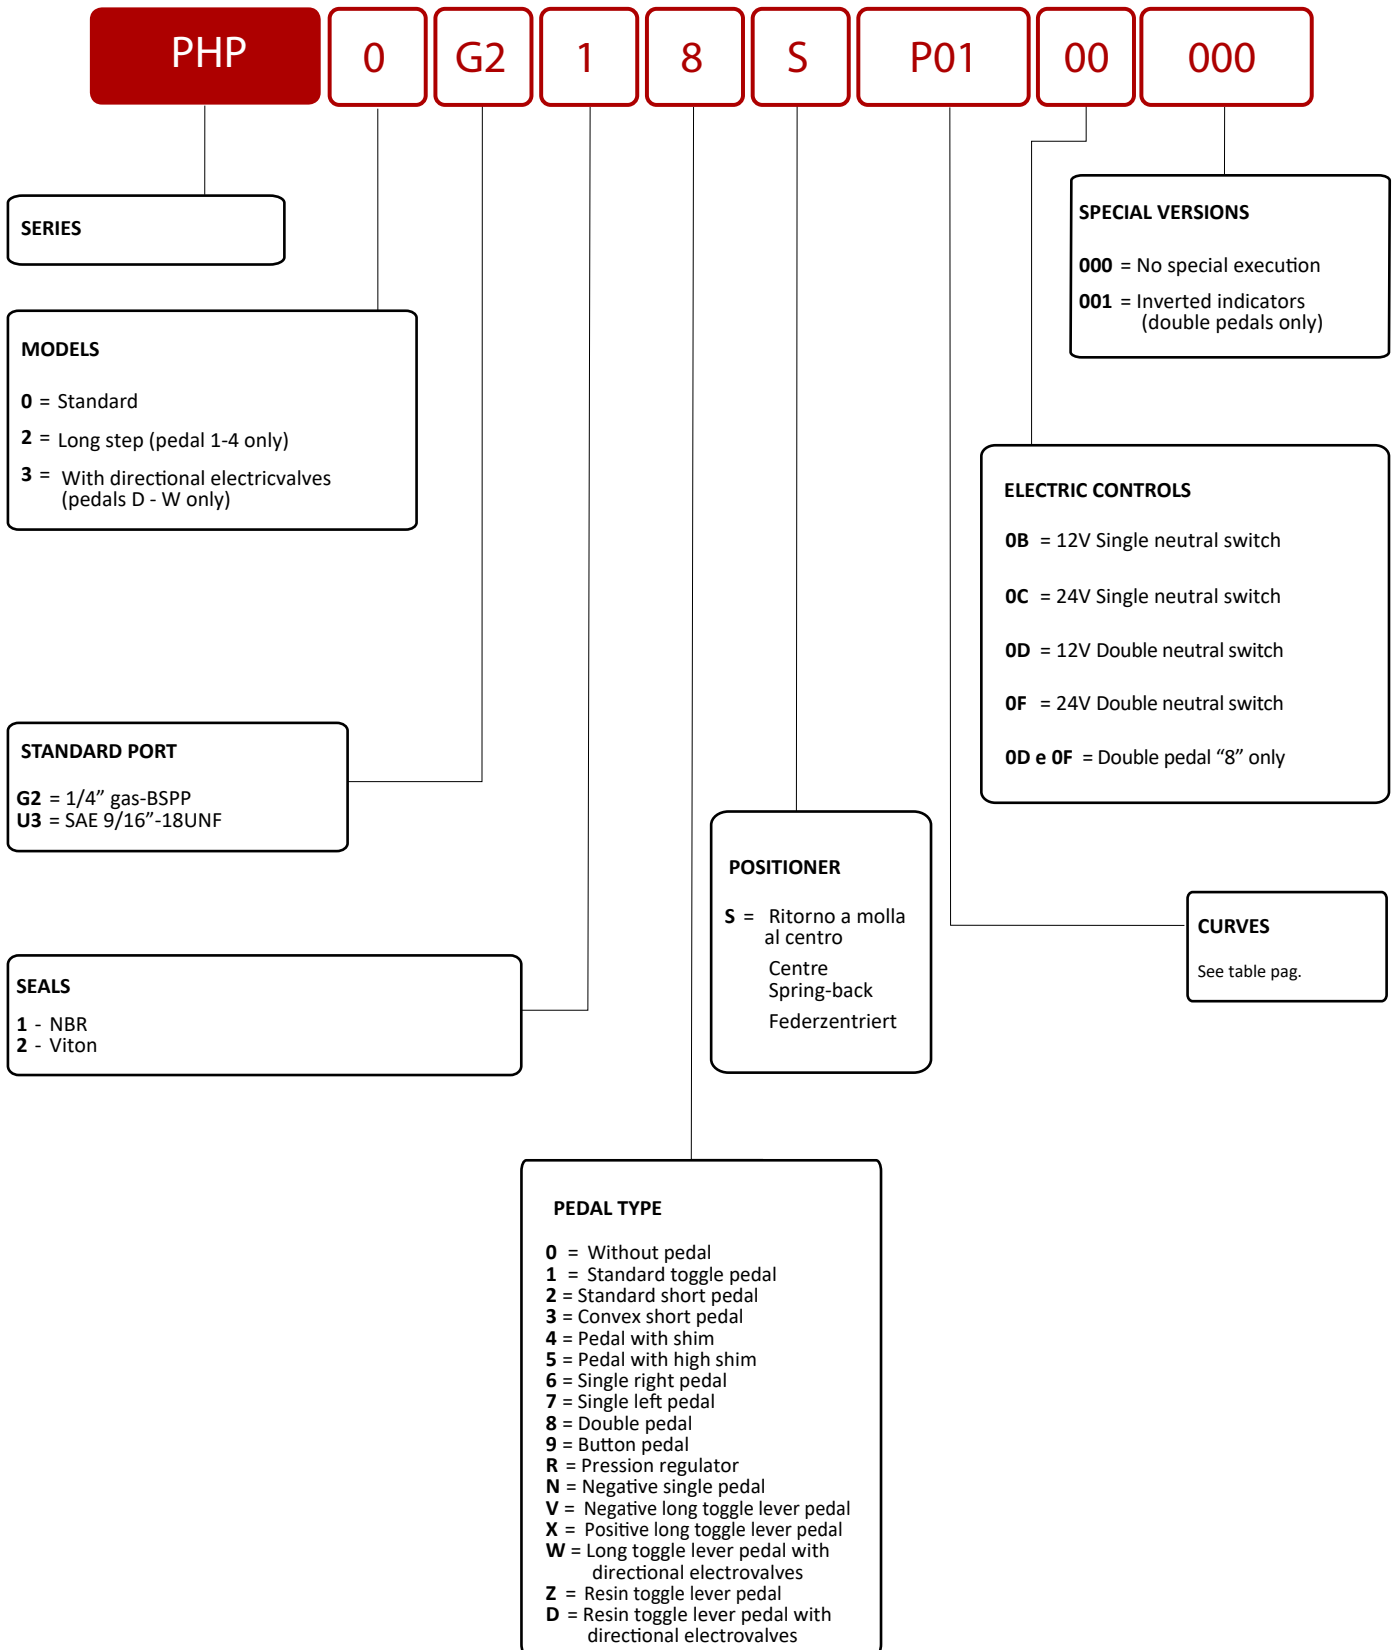 PHP 0 G2 1 8 S P01 00 000
SERIES
MODELS
0 = Standard
2 = Long step (pedal 1-4 only)
3 = With directional electricvalves
(pedals D - W only)
STANDARD PORT
G2 = 1/4” gas-BSPP
U3 = SAE 9/16”-18UNF
SEALS
1 - NBR
2 - Viton
PEDAL TYPE
0 = Without pedal
1 = Standard toggle pedal
2 = Standard short pedal
3 = Convex short pedal
4 = Pedal with shim
5 = Pedal with high shim
6 = Single right pedal
7 = Single left pedal
8 = Double pedal
9 = Button pedal
R = Pression regulator
N = Negative single pedal
V = Negative long toggle lever pedal
X = Positive long toggle lever pedal
W = Long toggle lever pedal with
directional electrovalves
Z = Resin toggle lever pedal
D = Resin toggle lever pedal with
directional electrovalves
POSITIONER
S = Ritorno a molla
al centro
Centre
Spring-back
Federzentriert
CURVES
See table pag.
ELECTRIC CONTROLS
0B = 12V Single neutral switch
0C = 24V Single neutral switch
0D = 12V Double neutral switch
0F = 24V Double neutral switch
0D e 0F = Double pedal “8” only
SPECIAL VERSIONS
000 = No special execution
001 = Inverted indicators
(double pedals only)